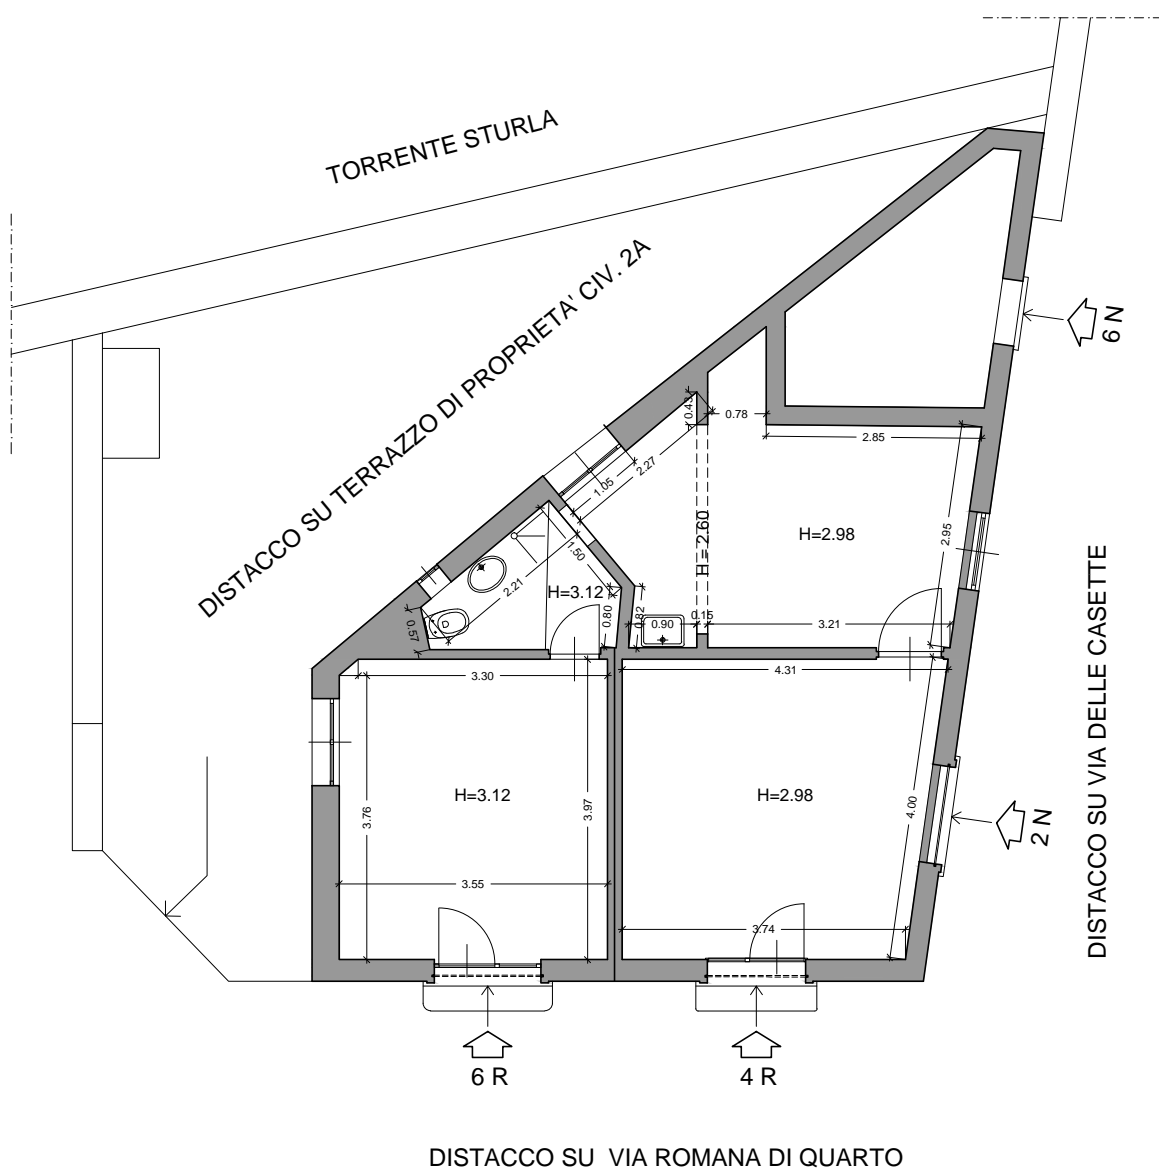 TORRENTE STURLA
DISTACCO SU TERRAZZO DI PROPRIETA' CIV. 2A
6 N
0.43
0.78
2.85
2.27
1.05
2.95
H = 2.60
H=2.98
1.50
2.21
H=3.12
0.57
0.80
0.82
0.90
0.15
3.21
3.30
4.31
DISTACCO SU VIA DELLE CASETTE
3.76
H=3.12
3.97
H=2.98
4.00
2 N
3.55
3.74
6 R
4 R
DISTACCO SU VIA ROMANA DI QUARTO